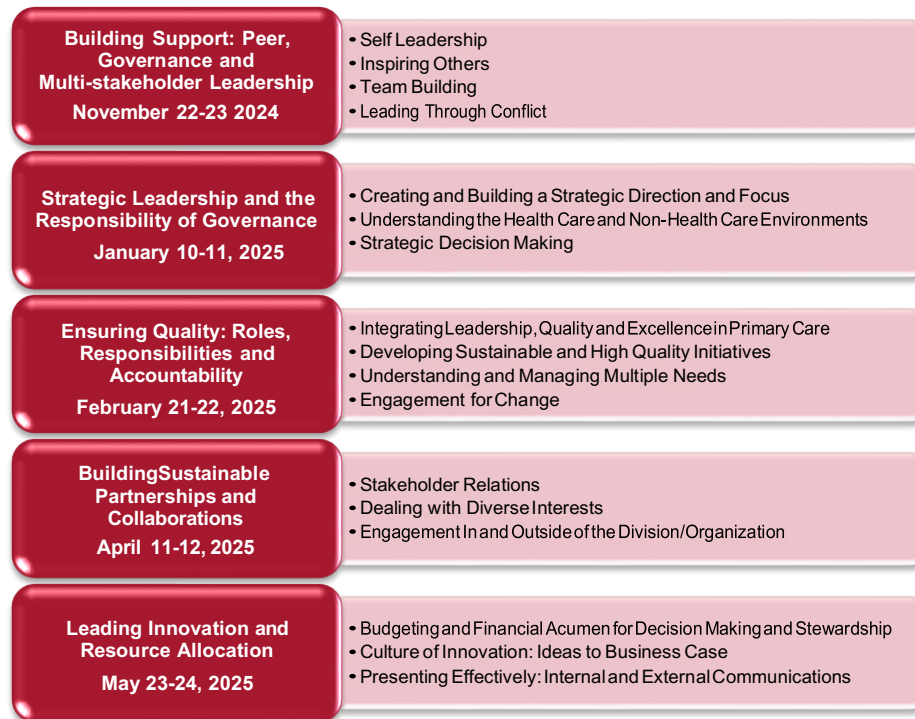 Building Support: Peer,
Governance and
Multi-stakeholder Leadership
November 22-23 2024
• Self Leadership
• Inspiring Others
• Team Building
• Leading Through Conflict
Strategic Leadership and the
Responsibility of Governance
January 10-11, 2025
• Creating and Building a Strategic Direction and Focus
• Understanding the Health Care and Non-Health Care Environments
• Strategic Decision Making
Ensuring Quality: Roles,
Responsibilities and
Accountability
February 21-22, 2025
• Integrating Leadership, Quality and Excellence in Primary Care
• Developing Sustainable and High Quality Initiatives
• Understanding and Managing Multiple Needs
• Engagement for Change
Building Sustainable
Partnerships and
Collaborations
April 11-12, 2025
• Stakeholder Relations
• Dealing with Diverse Interests
• Engagement In and Outside of the Division/Organization
Leading Innovation and
Resource Allocation
May 23-24, 2025
• Budgeting and Financial Acumen for Decision Making and Stewardship
• Culture of Innovation: Ideas to Business Case
• Presenting Effectively: Internal and External Communications